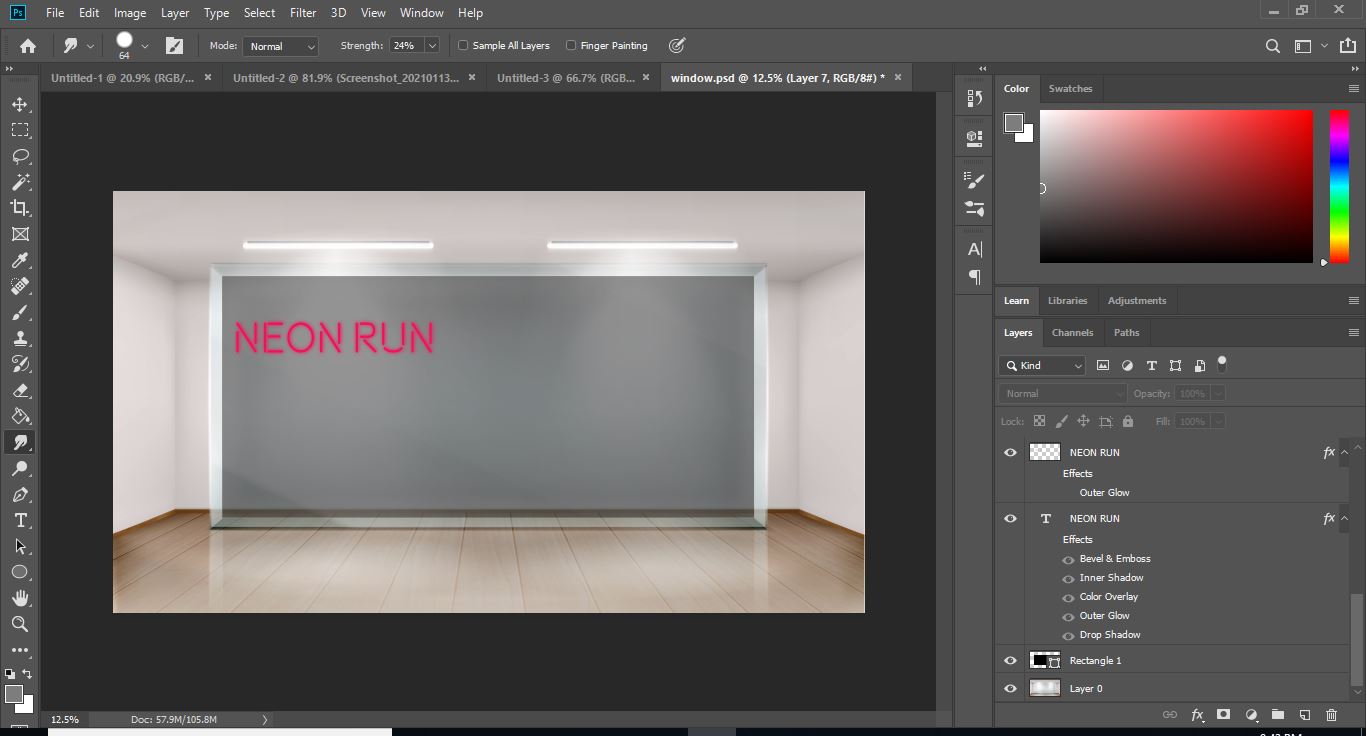 Ps File Edit Image Layer Type Select Filter 3D View Window Help
64 Mode: Normal Strength: 24% Sample All Layers Finger Painting
Untitled-1 @ 20.9% (RGB/... × Untitled-2 @ 81.9% (Screenshot_20210113... × Untitled-3 @ 66.7% (RGB... × window.psd @ 12.5% (Layer 7, RGB/8#) * ×
Color Swatches
NEON RUN
Learn Libraries Adjustments
Layers Channels Paths
Kind
Normal Opacity: 100%
Lock: Fill: 100%
NEON RUN fx
Effects
Outer Glow
T NEON RUN fx
Effects
Bevel & Emboss
Inner Shadow
Color Overlay
Outer Glow
Drop Shadow
Rectangle 1
Layer 0
12.5% Doc: 57.9M/105.8M